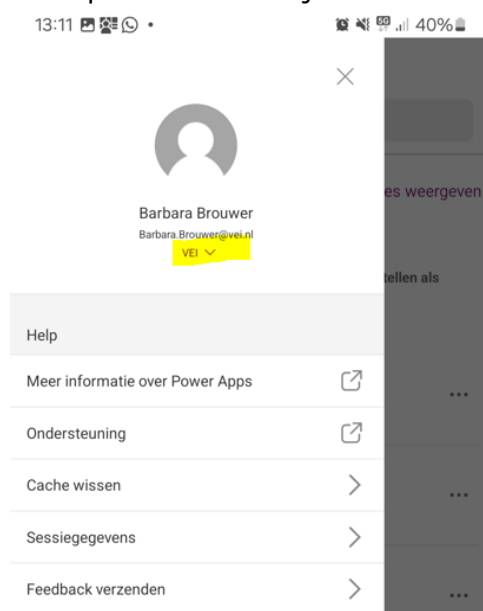 13:11 40%
5G
Barbara Brouwer
Barbara.Brouwer@vei.nl
VEI
es weergeven
tellen als
Help
Meer informatie over Power Apps
Ondersteuning
Cache wissen
Sessiegegevens
Feedback verzenden